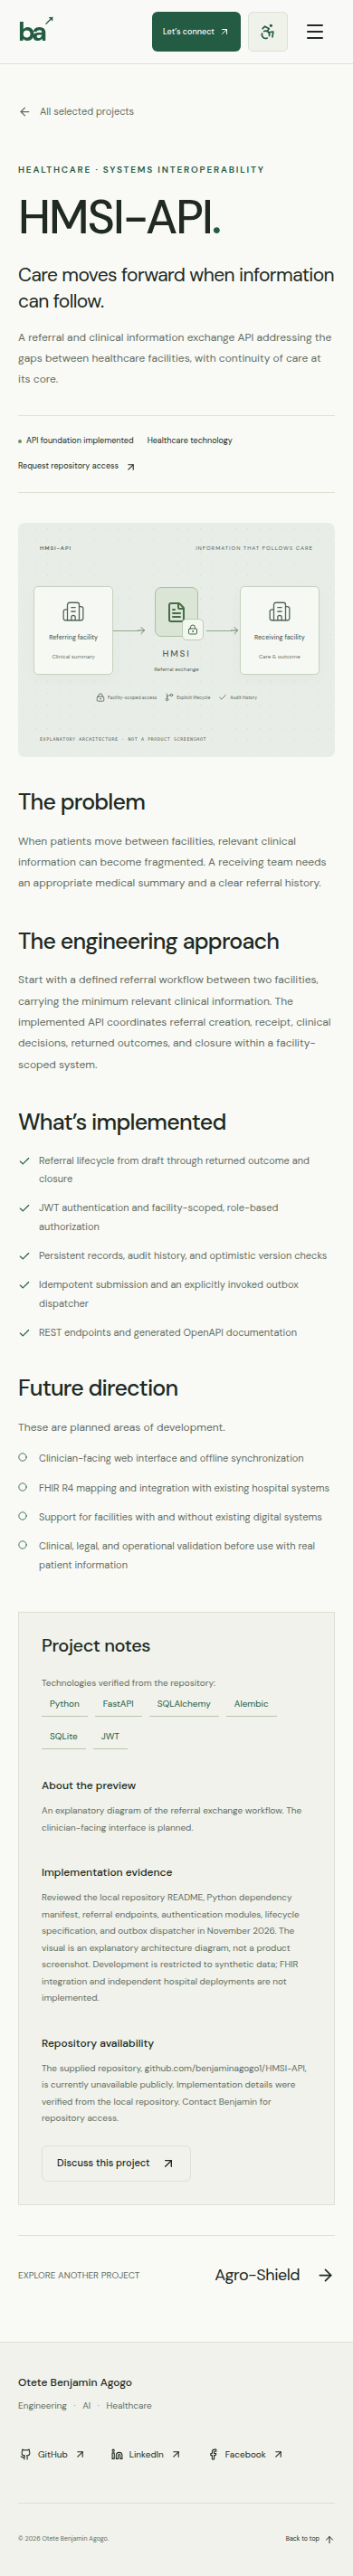 ba
Let's connect
All selected projects
HEALTHCARE · SYSTEMS INTEROPERABILITY
HMSI-API.
Care moves forward when information
can follow.
A referral and clinical information exchange API addressing the
gaps between healthcare facilities, with continuity of care at
its core.
API foundation implemented Healthcare technology
Request repository access
HMSI-API INFORMATION THAT FOLLOWS CARE
Referring facility
Clinical summary
HMSI
Referral exchange
Receiving facility
Care & outcome
Facility-scoped access Explicit lifecycle Audit history
EXPLANATORY ARCHITECTURE · NOT A PRODUCT SCREENSHOT
The problem
When patients move between facilities, relevant clinical
information can become fragmented. A receiving team needs
an appropriate medical summary and a clear referral history.
The engineering approach
Start with a defined referral workflow between two facilities,
carrying the minimum relevant clinical information. The
implemented API coordinates referral creation, receipt, clinical
decisions, returned outcomes, and closure within a facility-
scoped system.
What's implemented
Referral lifecycle from draft through returned outcome and
closure
JWT authentication and facility-scoped, role-based
authorization
Persistent records, audit history, and optimistic version checks
Idempotent submission and an explicitly invoked outbox
dispatcher
REST endpoints and generated OpenAPI documentation
Future direction
These are planned areas of development.
Clinician-facing web interface and offline synchronization
FHIR R4 mapping and integration with existing hospital systems
Support for facilities with and without existing digital systems
Clinical, legal, and operational validation before use with real
patient information
Project notes
Technologies verified from the repository:
Python FastAPI SQLAlchemy Alembic
SQLite JWT
About the preview
An explanatory diagram of the referral exchange workflow. The
clinician-facing interface is planned.
Implementation evidence
Reviewed the local repository README, Python dependency
manifest, referral endpoints, authentication modules, lifecycle
specification, and outbox dispatcher in November 2026. The
visual is an explanatory architecture diagram, not a product
screenshot. Development is restricted to synthetic data; FHIR
integration and independent hospital deployments are not
implemented.
Repository availability
The supplied repository, github.com/benjaminagogo1/HMSI-API,
is currently unavailable publicly. Implementation details were
verified from the local repository. Contact Benjamin for
repository access.
Discuss this project
EXPLORE ANOTHER PROJECT Agro-Shield
Otete Benjamin Agogo
Engineering · AI · Healthcare
GitHub LinkedIn Facebook
© 2026 Otete Benjamin Agogo. Back to top